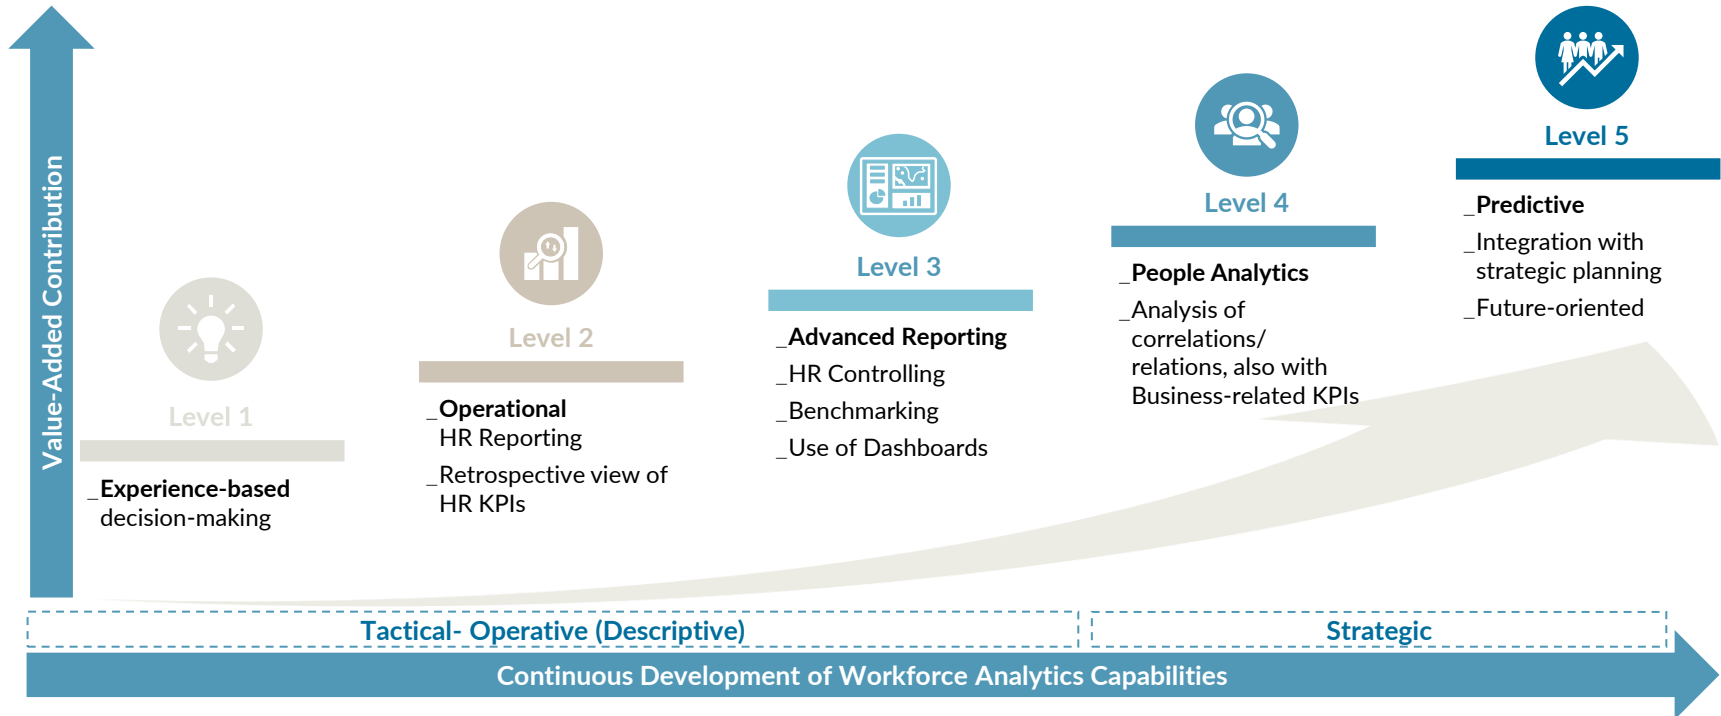 Value-Added Contribution
Level 1
_Experience-based
decision-making
Level 2
_Operational
HR Reporting
_Retrospective view of
HR KPIs
Level 3
_Advanced Reporting
_HR Controlling
_Benchmarking
_Use of Dashboards
Level 4
_People Analytics
_Analysis of
correlations/
relations, also with
Business-related KPIs
Level 5
_Predictive
_Integration with
strategic planning
_Future-oriented
Tactical- Operative (Descriptive)
Strategic
Continuous Development of Workforce Analytics Capabilities